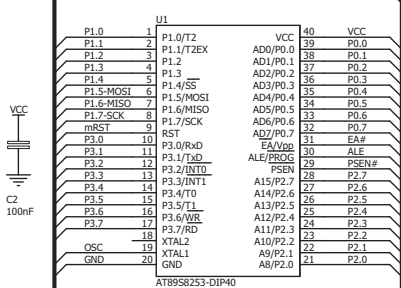 U1
P1.0 1 P1.0/T2 VCC 40 VCC
P1.1 2 P1.1/T2EX AD0/P0.0 39 P0.0
P1.2 3 P1.2 AD1/P0.1 38 P0.1
P1.3 4 P1.3 AD2/P0.2 37 P0.2
P1.4 5 P1.4/SS AD3/P0.3 36 P0.3
P1.5-MOSI 6 P1.5/MOSI AD4/P0.4 35 P0.4
P1.6-MISO 7 P1.6/MISO AD5/P0.5 34 P0.5
P1.7-SCK 8 P1.7/SCK AD6/P0.6 33 P0.6
mRST 9 RST AD7/P0.7 32 P0.7
P3.0 10 P3.0/RxD EA/Vpp 31 EA#
P3.1 11 P3.1/TxD ALE/PROG 30 ALE
P3.2 12 P3.2/INT0 PSEN 29 PSEN#
P3.3 13 P3.3/INT1 A15/P2.7 28 P2.7
P3.4 14 P3.4/T0 A14/P2.6 27 P2.6
P3.5 15 P3.5/T1 A13/P2.5 26 P2.5
P3.6 16 P3.6/WR A12/P2.4 25 P2.4
P3.7 17 P3.7/RD A11/P2.3 24 P2.3
18 XTAL2 A10/P2.2 23 P2.2
OSC 19 XTAL1 A9/P2.1 22 P2.1
GND 20 GND A8/P2.0 21 P2.0
AT89S8253-DIP40
VCC
C2
100nF